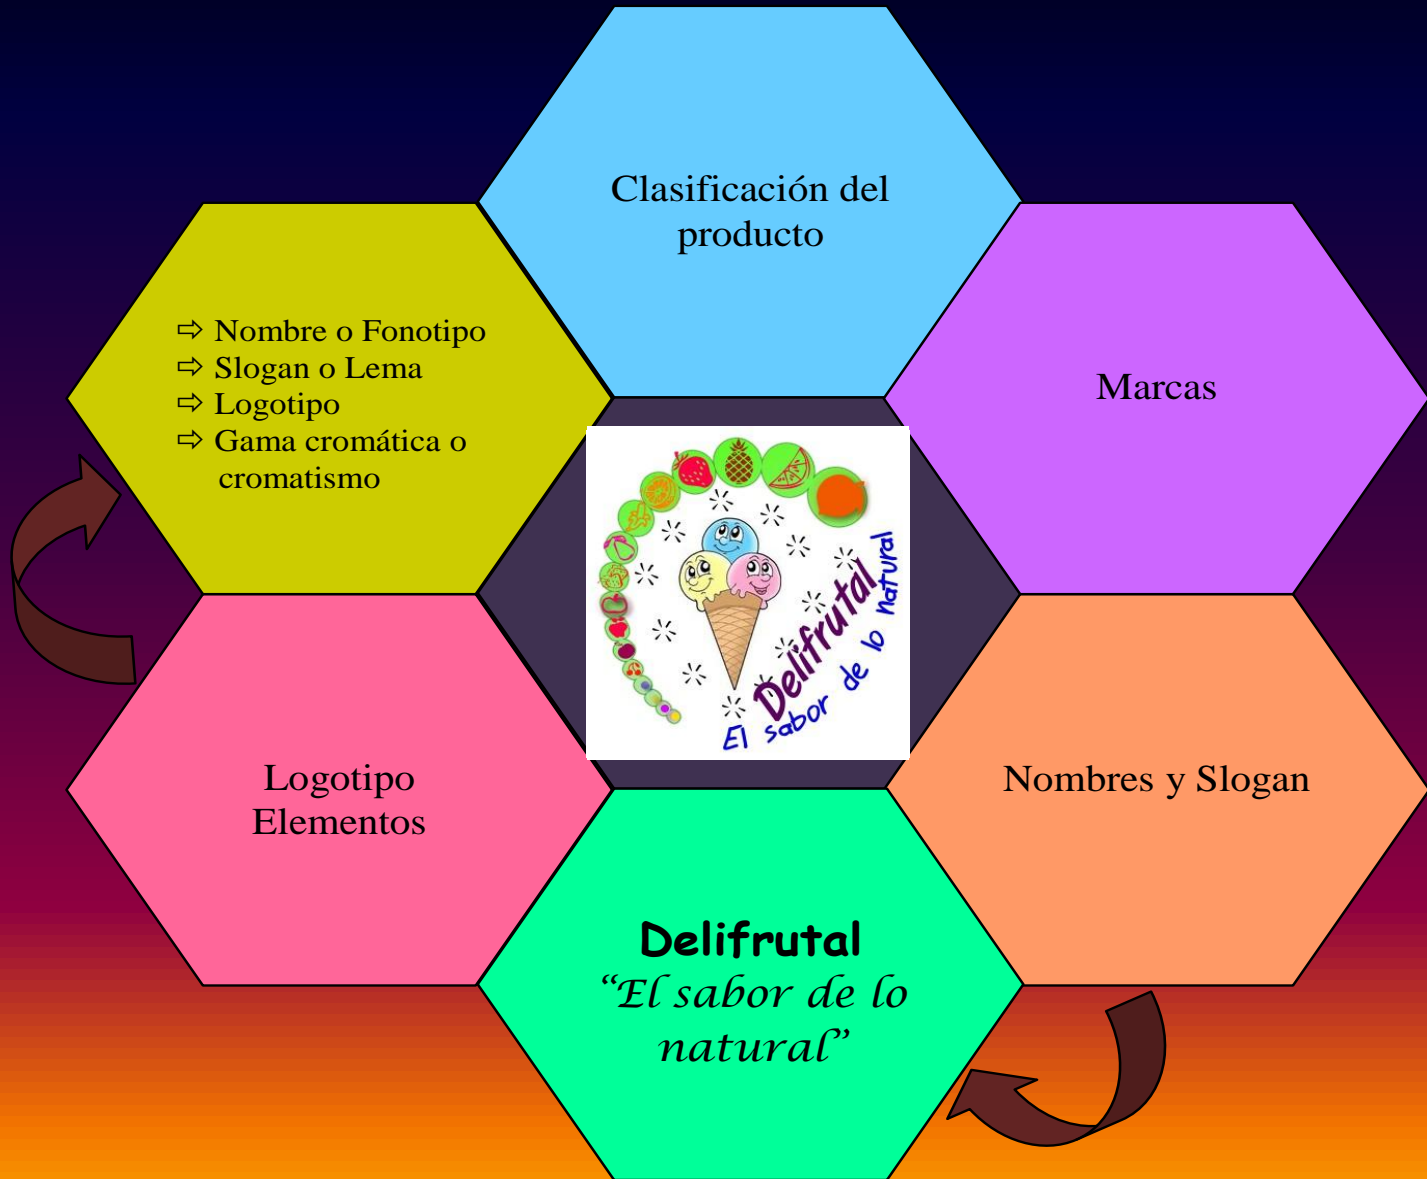 Clasificación del
producto
⇨ Nombre o Fonotipo
⇨ Slogan o Lema
⇨ Logotipo
⇨ Gama cromática o
cromatismo
Marcas
Delifrutal
El sabor de lo natural
Logotipo
Elementos
Nombres y Slogan
Delifrutal
“El sabor de lo
natural”